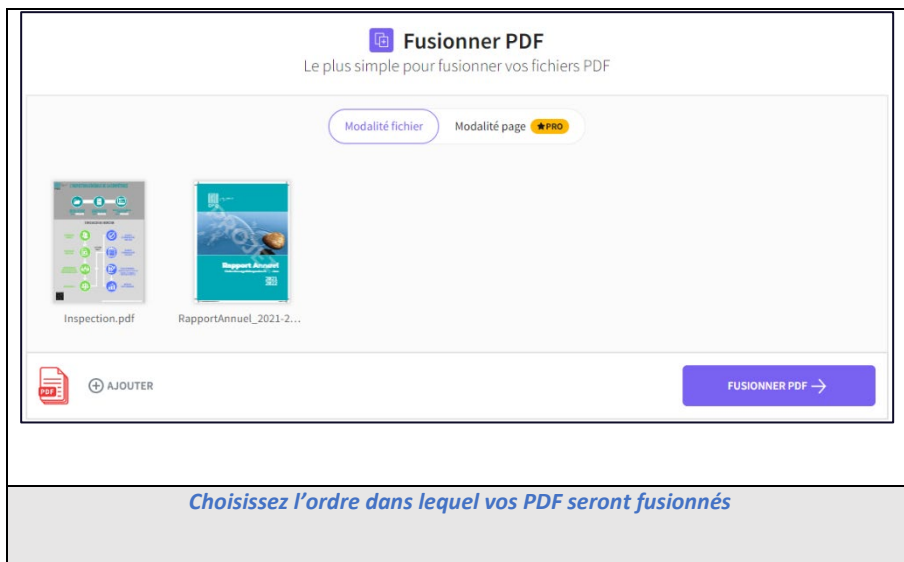 Fusionner PDF
Le plus simple pour fusionner vos fichiers PDF
Modalité fichier
Modalité page ★PRO
PROJET
Rapport Annuel
Inspection.pdf
RapportAnnuel_2021-2...
PDF
AJOUTER
FUSIONNER PDF →
Choisissez l’ordre dans lequel vos PDF seront fusionnés